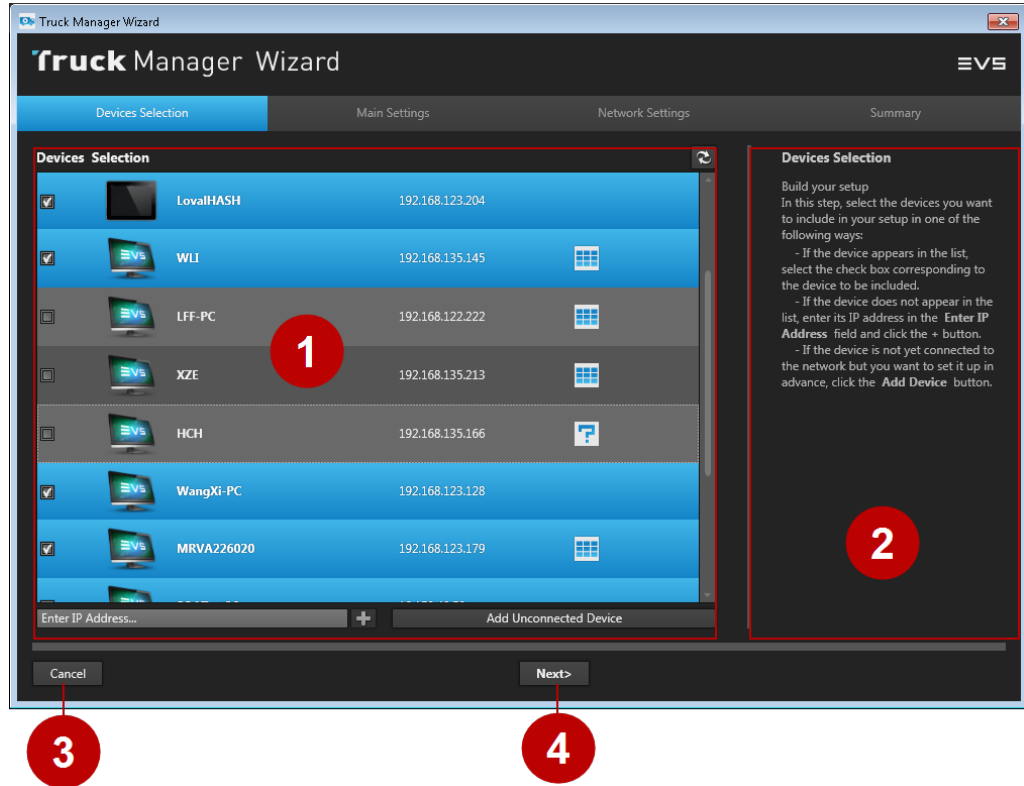 Truck Manager Wizard
Truck Manager Wizard
EVS
Devices Selection
Main Settings
Network Settings
Summary
Devices Selection
LovalHASH 192.168.123.204
WLI 192.168.135.145
LFF-PC 192.168.122.222
XZE 192.168.135.213
HCH 192.168.135.166
WangXi-PC 192.168.123.128
MRVA226020 192.168.123.179
Enter IP Address...
+
Add Unconnected Device
1
Devices Selection
Build your setup
In this step, select the devices you want
to include in your setup in one of the
following ways:
- If the device appears in the list,
select the check box corresponding to
the device to be included.
- If the device does not appear in the
list, enter its IP address in the Enter IP
Address field and click the + button.
- If the device is not yet connected to
the network but you want to set it up in
advance, click the Add Device button.
2
Cancel
Next>
3
4